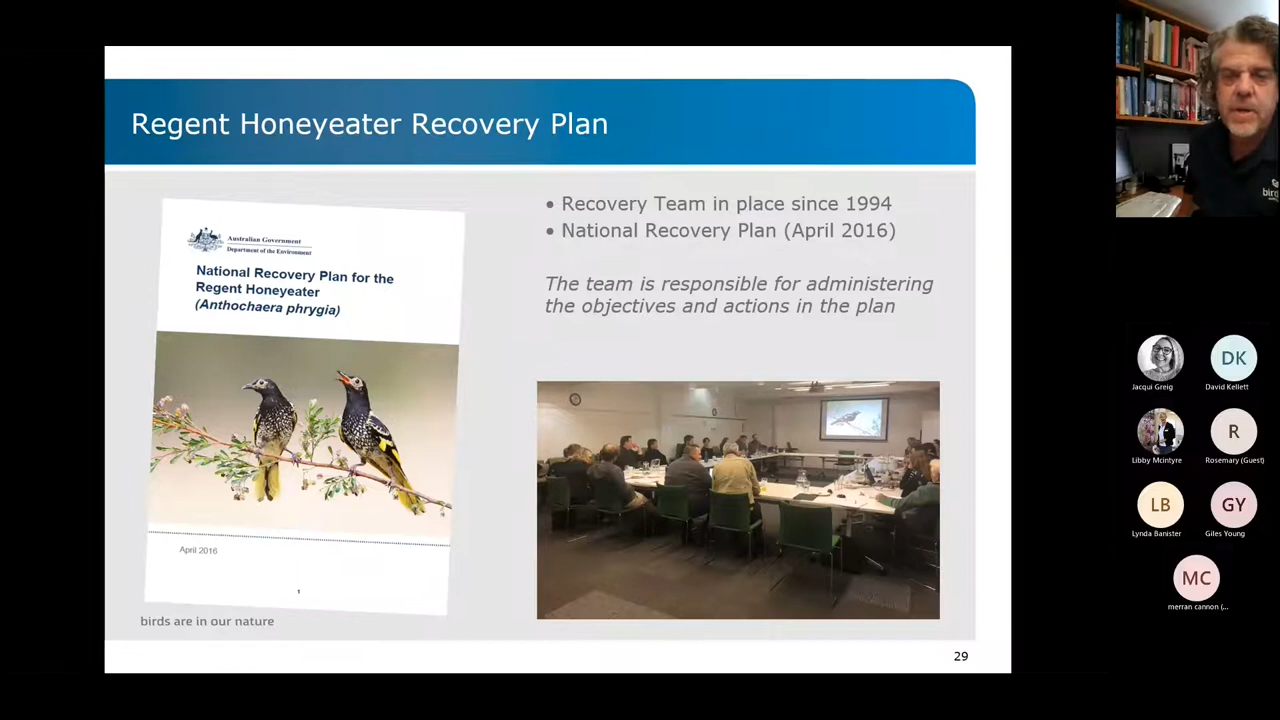 Regent Honeyeater Recovery Plan
Australian Government
Department of the Environment
National Recovery Plan for the
Regent Honeyeater
(Anthochaera phrygia)
April 2016
1
• Recovery Team in place since 1994
• National Recovery Plan (April 2016)
The team is responsible for administering
the objectives and actions in the plan
birds are in our nature
29
DK
Jacqui Greig
David Kellett
R
Libby Mcintyre
Rosemary (Guest)
LB
GY
Lynda Banister
Giles Young
MC
merran cannon (...